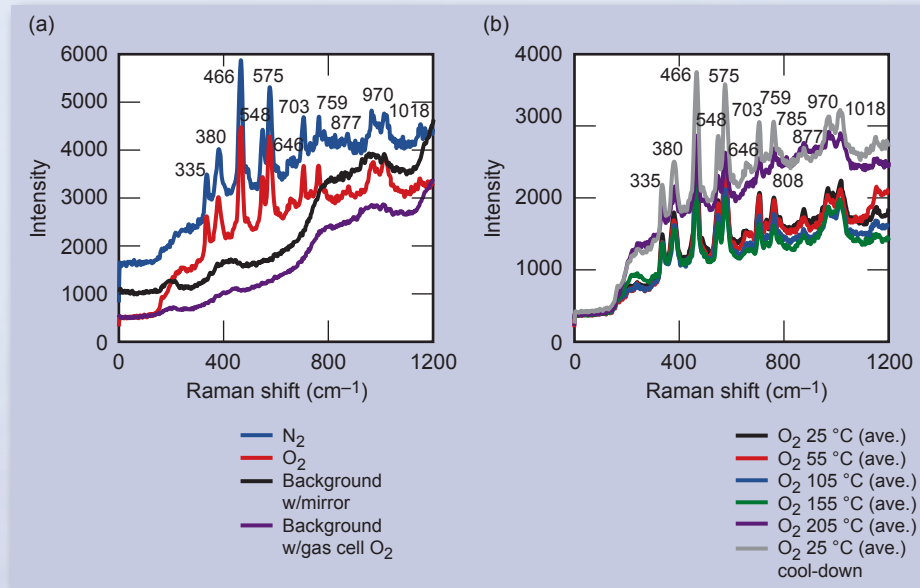 (a)
6000
5000
4000
3000
2000
1000
0
Intensity
466
575
380
548
703
759
970
1018
335
646
877
0
400
800
1200
Raman shift (cm–1)
N2
O2
Background
w/mirror
Background
w/gas cell O2
(b)
4000
3000
2000
1000
0
Intensity
466
575
703
759
970
1018
380
548
785
877
335
646
808
0
400
800
1200
Raman shift (cm–1)
O2 25 °C (ave.)
O2 55 °C (ave.)
O2 105 °C (ave.)
O2 155 °C (ave.)
O2 205 °C (ave.)
O2 25 °C (ave.)
cool-down